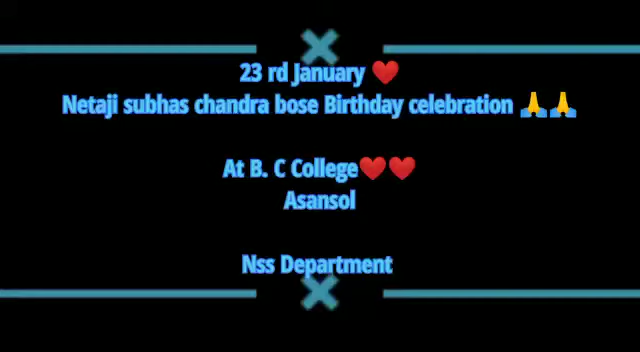 23 rd January ❤️
Netaji subhas chandra bose Birthday celebration 🙏🙏
At B. C College❤️❤️
Asansol
Nss Department